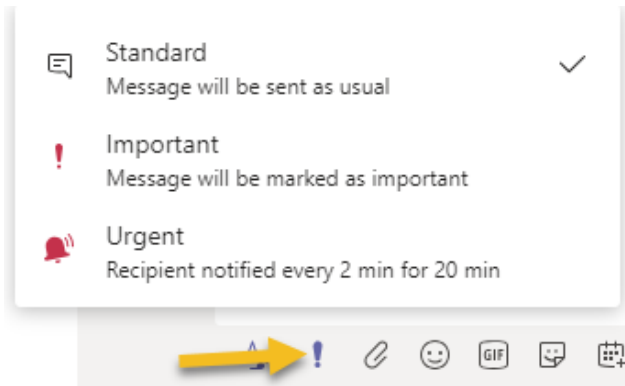 Standard
Message will be sent as usual
Important
Message will be marked as important
Urgent
Recipient notified every 2 min for 20 min
GIF